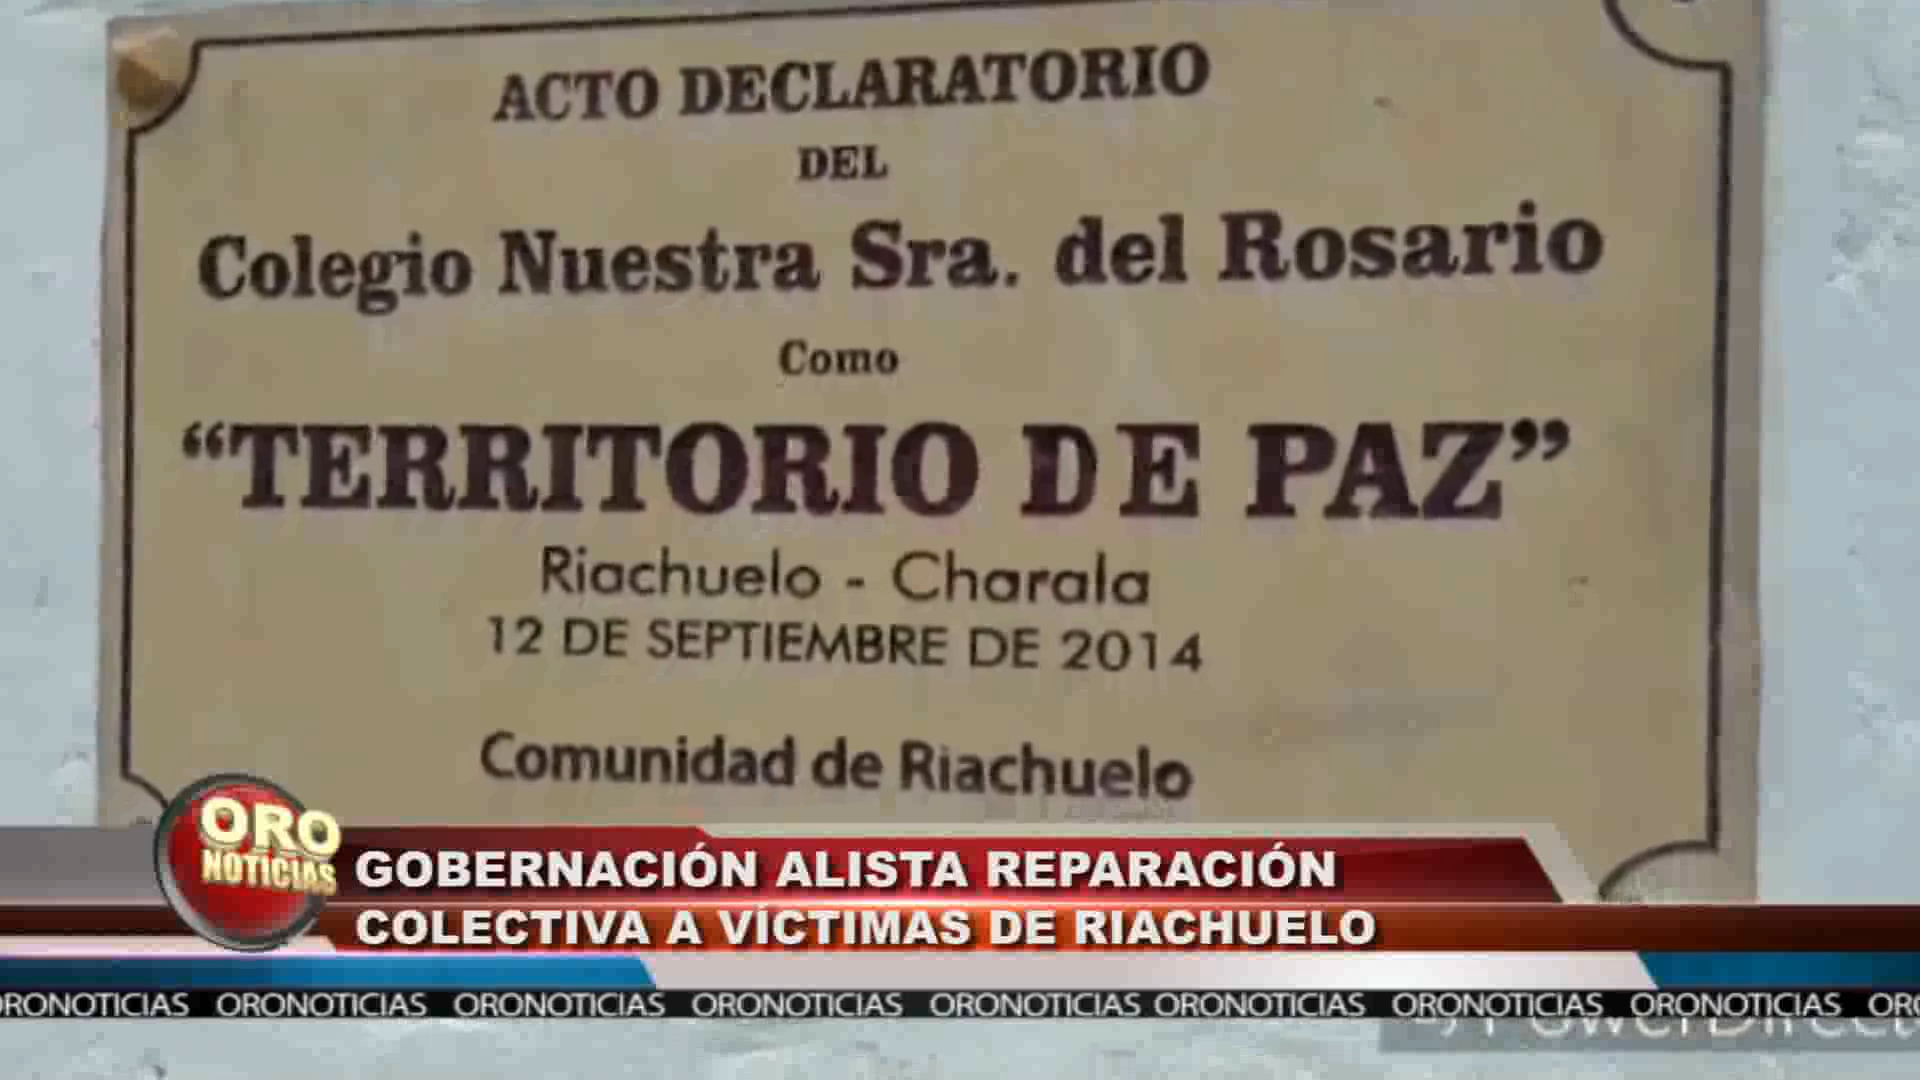 ACTO DECLARATORIO
DEL
Colegio Nuestra Sra. del Rosario
Como
“TERRITORIO DE PAZ”
Riachuelo - Charala
12 DE SEPTIEMBRE DE 2014
Comunidad de Riachuelo
ORO
NOTICIAS
GOBERNACIÓN ALISTA REPARACIÓN
COLECTIVA A VÍCTIMAS DE RIACHUELO
RONOTICIAS ORONOTICIAS ORONOTICIAS ORONOTICIAS ORONOTICIAS ORONOTICIAS ORONOTICIAS ORONOTICIAS ORO